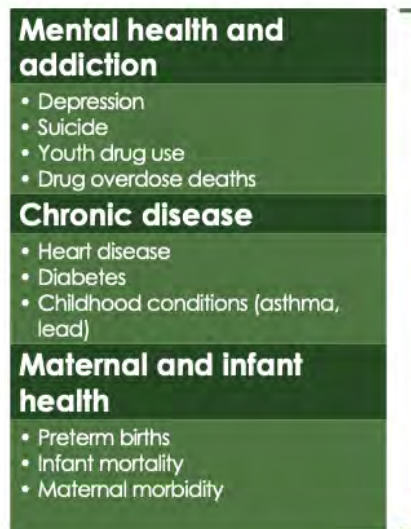 Mental health and
addiction
• Depression
• Suicide
• Youth drug use
• Drug overdose deaths
Chronic disease
• Heart disease
• Diabetes
• Childhood conditions (asthma,
lead)
Maternal and infant
health
• Preterm births
• Infant mortality
• Maternal morbidity